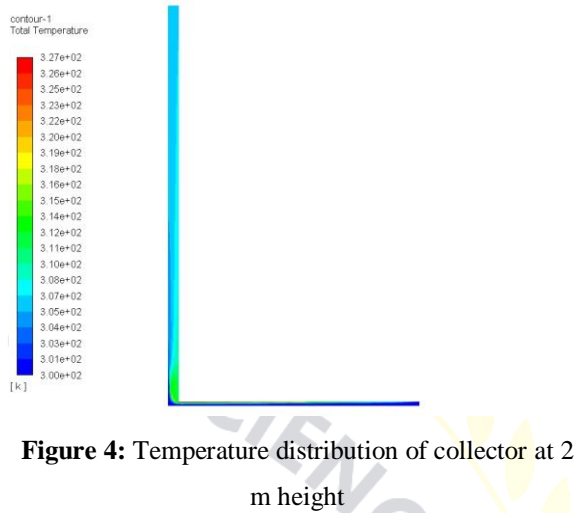 contour-1
Total Temperature
3.27e+02
3.26e+02
3.25e+02
3.23e+02
3.22e+02
3.20e+02
3.19e+02
3.18e+02
3.16e+02
3.15e+02
3.14e+02
3.12e+02
3.11e+02
3.10e+02
3.08e+02
3.07e+02
3.05e+02
3.04e+02
3.03e+02
3.01e+02
3.00e+02
[k]
SCIENC
Figure 4: Temperature distribution of collector at 2
m height